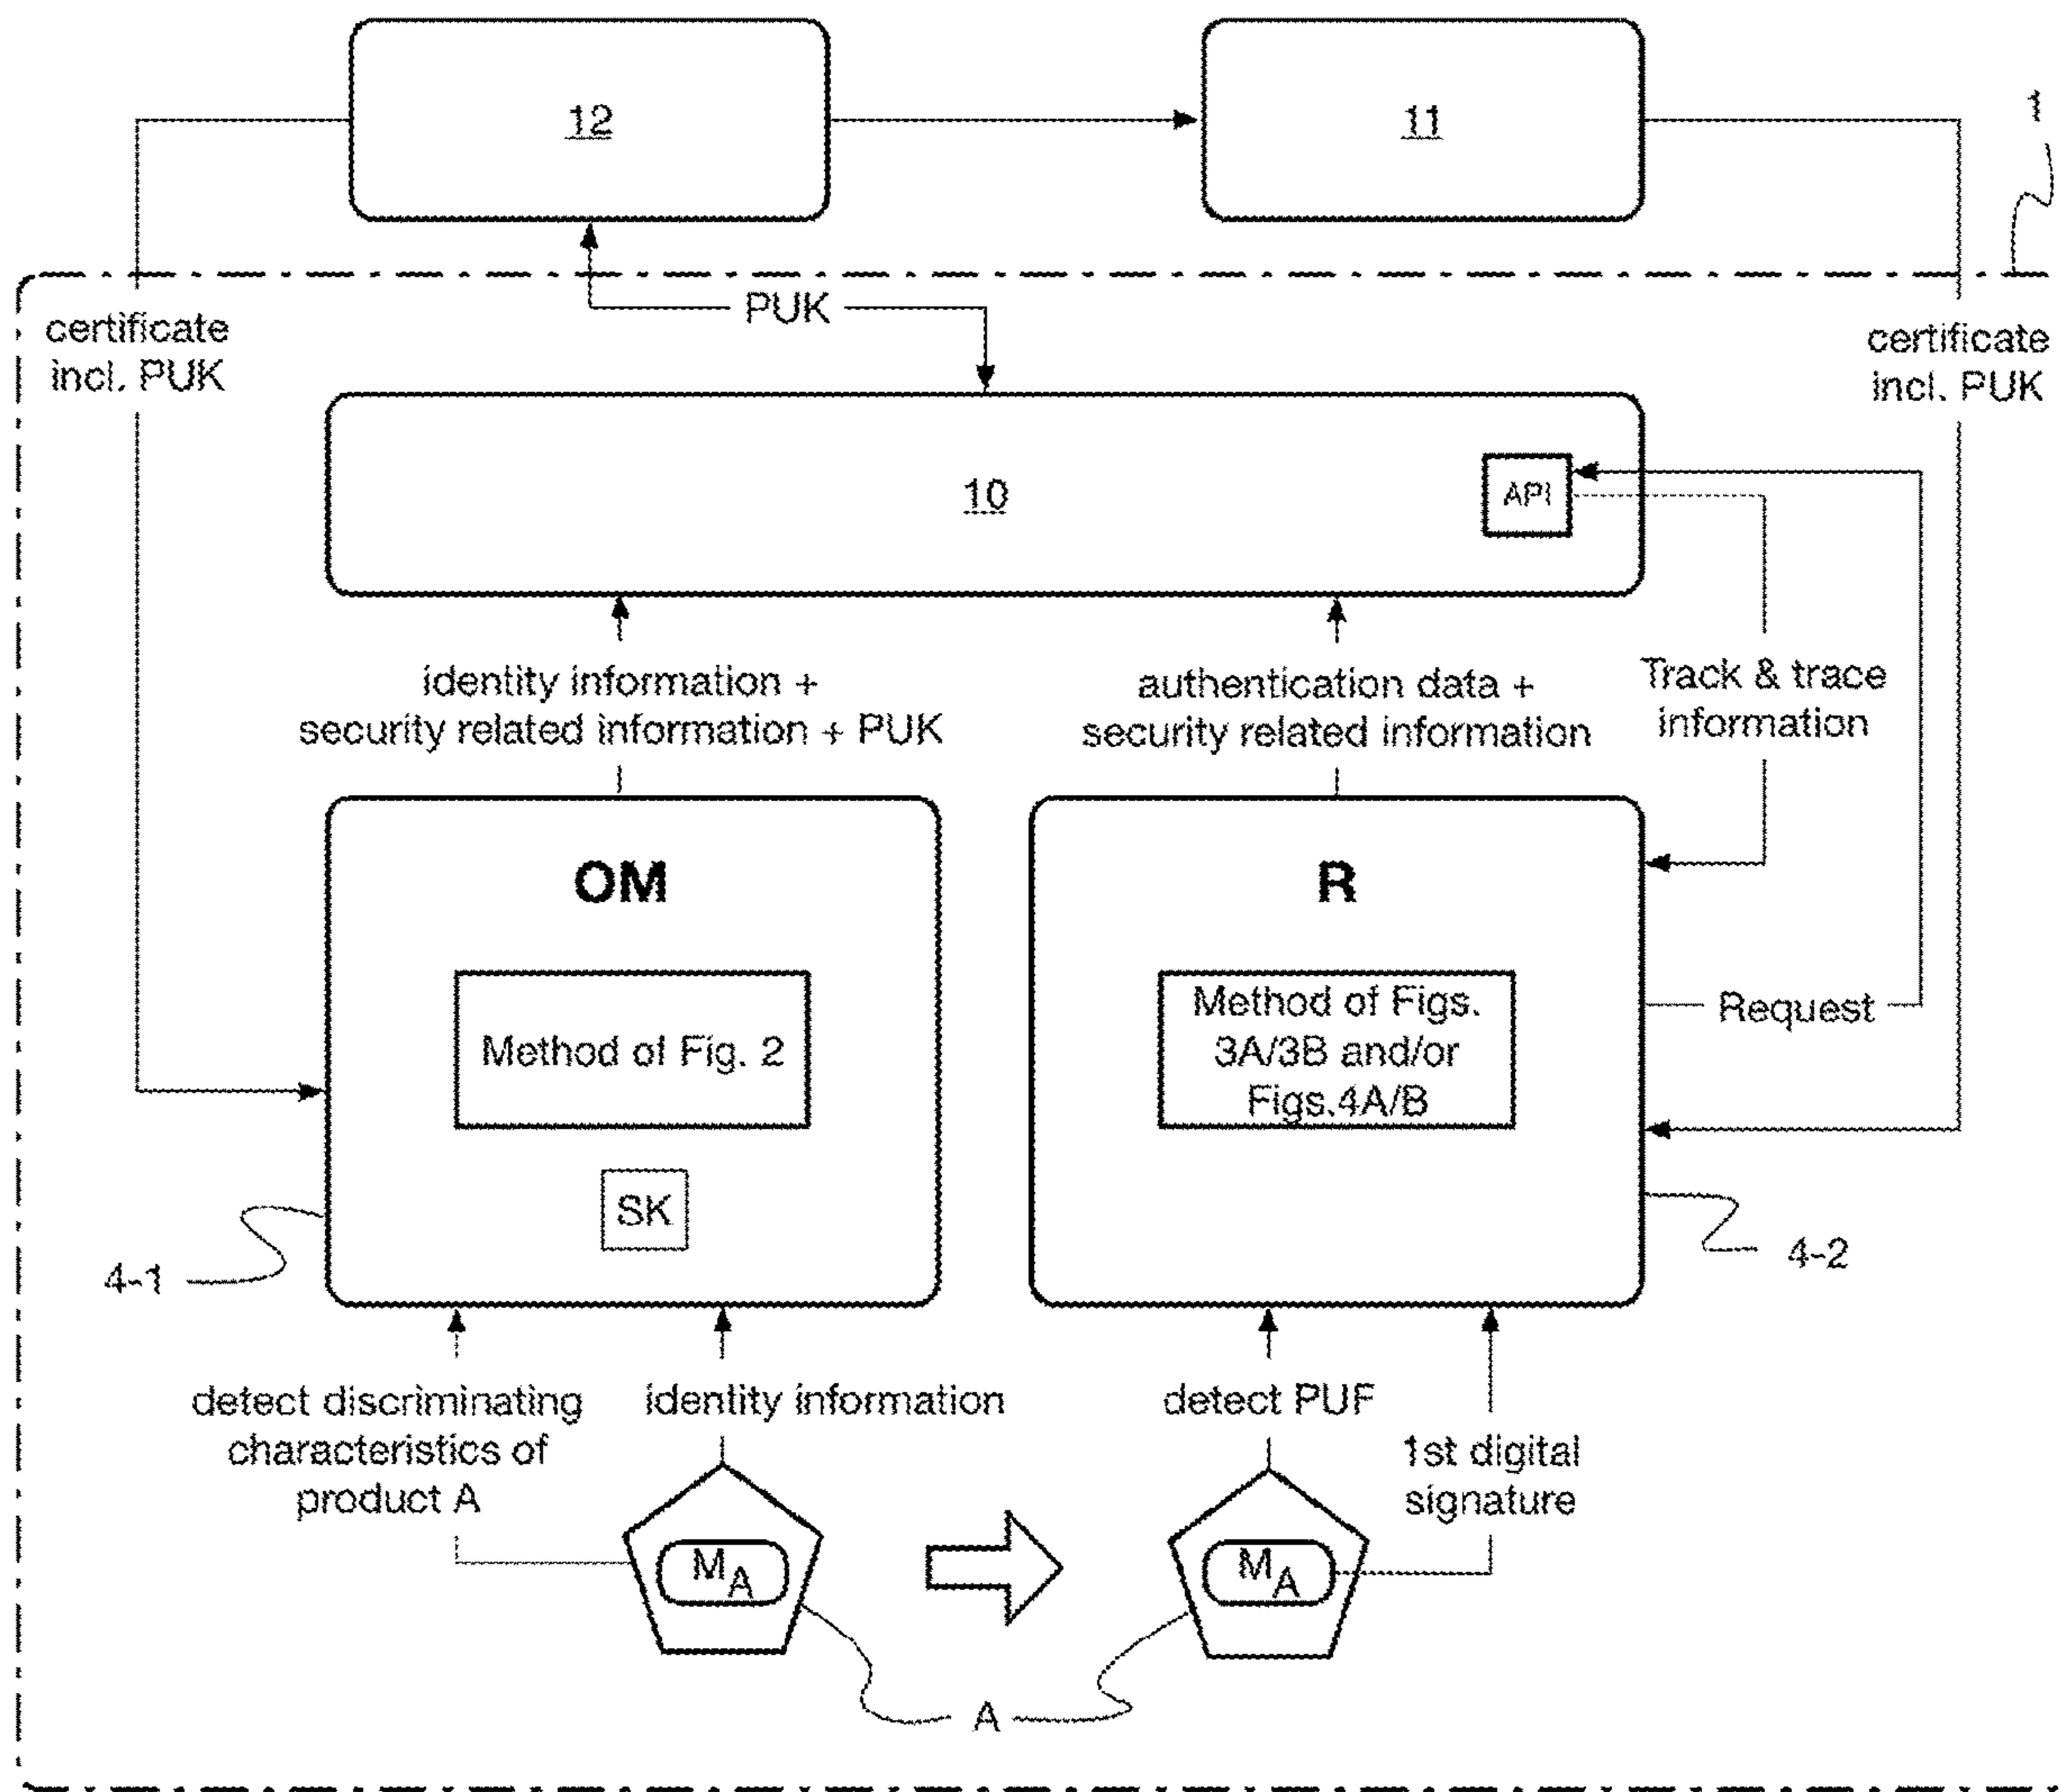 12
11
1
PUK
certificate
incl. PUK
certificate
incl. PUK
10
API
identity information +
security related information + PUK
authentication data +
security related information
Track & trace
information
OM
R
Method of Fig. 2
Method of Figs.
3A/3B and/or
Figs.4A/B
Request
SK
4-1
4-2
detect discriminating
characteristics of
product A
identity information
detect PUF
1st digital
signature
MA
MA
A